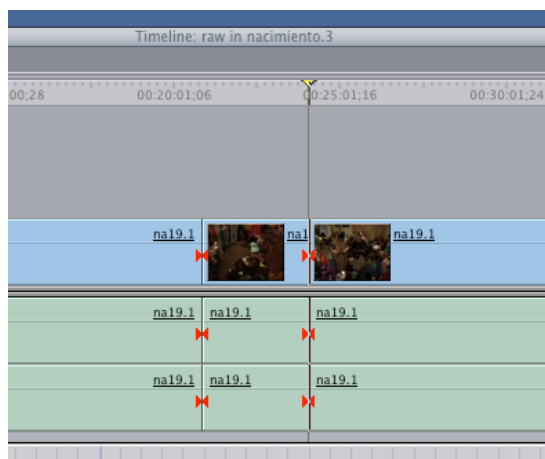 Timeline: raw in nacimiento.3
00;28 00:20:01;06 00:25:01;16 00:30:01;24
na19.1 na1 na19.1
na19.1 na19.1 na19.1
na19.1 na19.1 na19.1